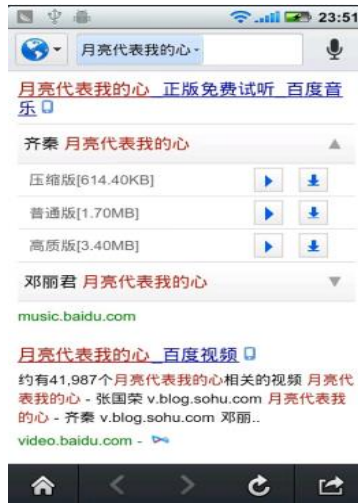 23:51
月亮代表我的心
月亮代表我的心_正版免费试听_百度音
乐
齐秦 月亮代表我的心
压缩版[614.40KB]
普通版[1.70MB]
高质版[3.40MB]
邓丽君 月亮代表我的心
music.baidu.com
月亮代表我的心_百度视频
约有41,987个月亮代表我的心相关的视频 月亮代
表我的心 - 张国荣 v.blog.sohu.com 月亮代表我
的心 - 齐秦 v.blog.sohu.com 邓丽..
video.baidu.com -